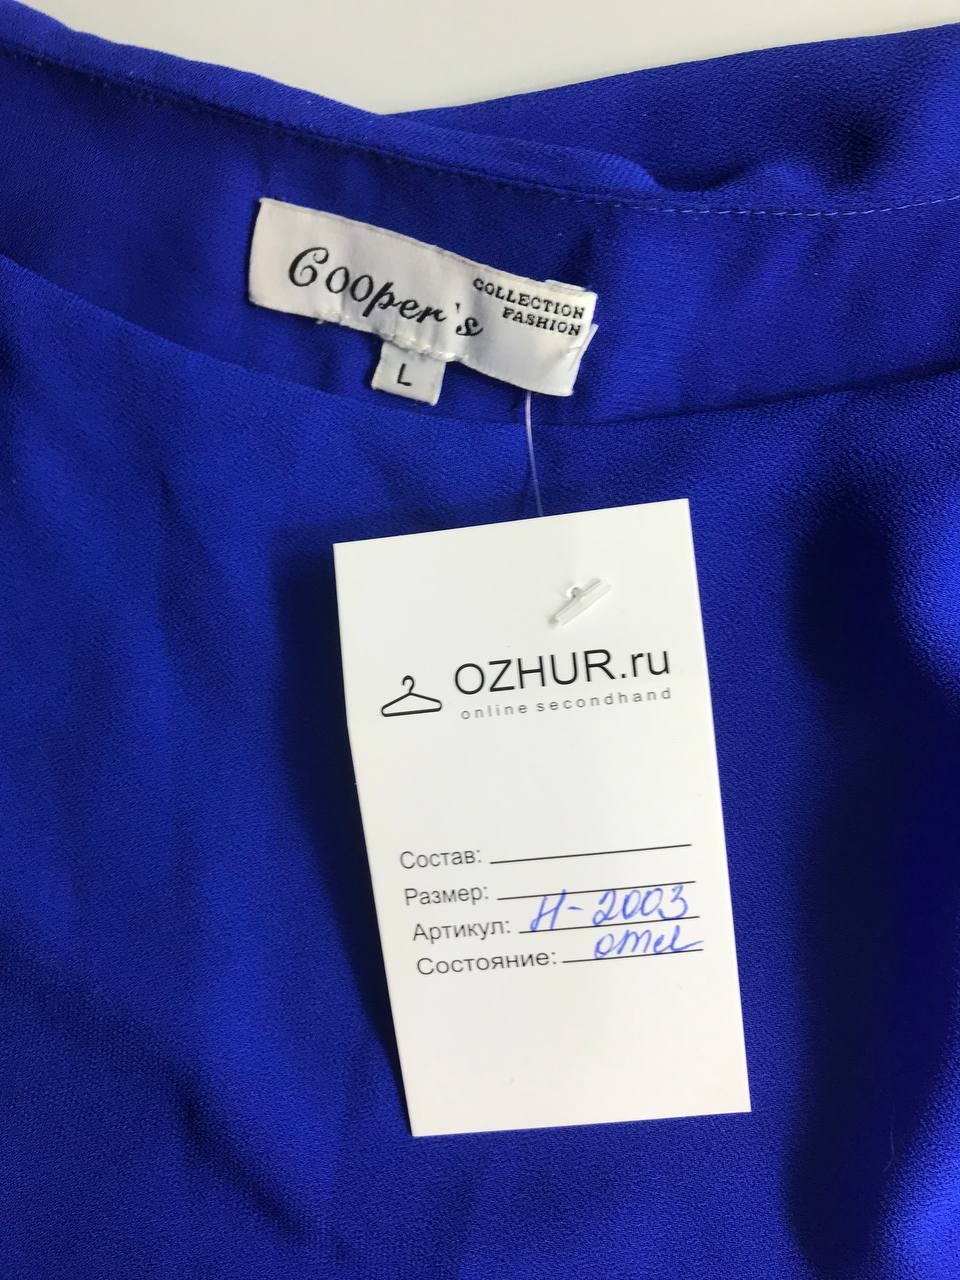 Cooper's
COLLECTION
FASHION
L
OZHUR.ru
online secondhand
Состав:
Размер:
Артикул: Н-2003
Состояние: отл